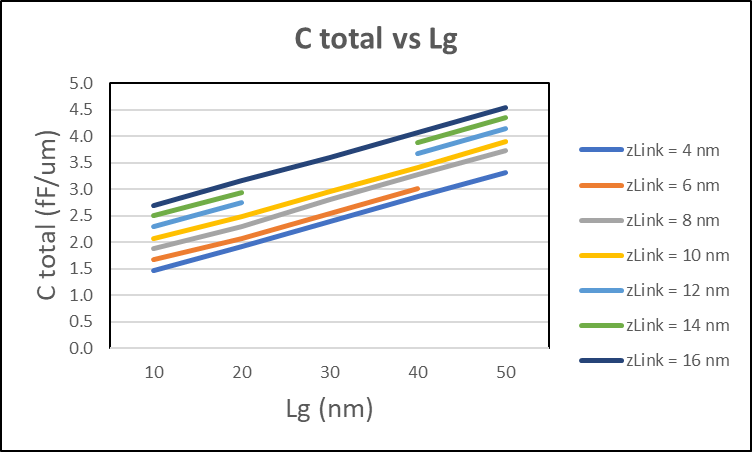 C total vs Lg
5.0
4.5
4.0
3.5
3.0
2.5
2.0
1.5
1.0
0.5
0.0
C total (fF/um)
10 20 30 40 50
Lg (nm)
zLink = 4 nm
zLink = 6 nm
zLink = 8 nm
zLink = 10 nm
zLink = 12 nm
zLink = 14 nm
zLink = 16 nm